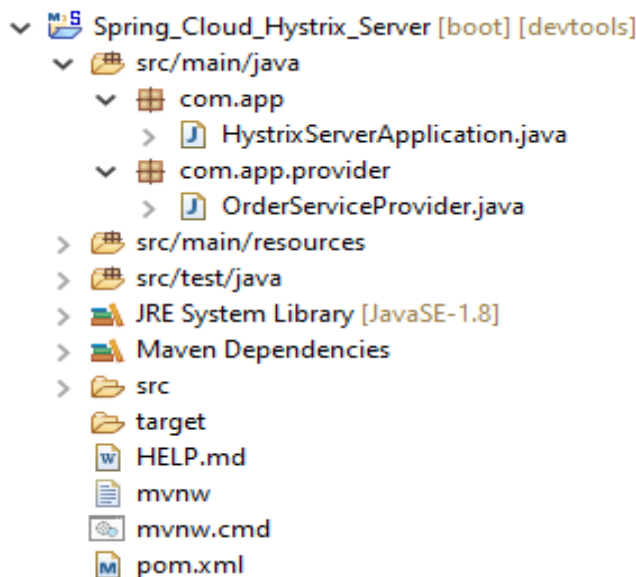 Spring_Cloud_Hystrix_Server [boot] [devtools]
src/main/java
com.app
HystrixServerApplication.java
com.app.provider
OrderServiceProvider.java
src/main/resources
src/test/java
JRE System Library [JavaSE-1.8]
Maven Dependencies
src
target
HELP.md
mvnw
mvnw.cmd
pom.xml